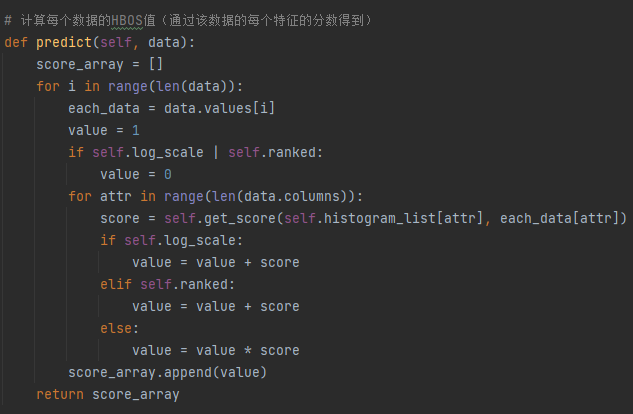 # 计算每个数据的HBOS值（通过该数据的每个特征的分数得到）
def predict(self, data):
    score_array = []
    for i in range(len(data)):
        each_data = data.values[i]
        value = 1
        if self.log_scale | self.ranked:
            value = 0
        for attr in range(len(data.columns)):
            score = self.get_score(self.histogram_list[attr], each_data[attr])
            if self.log_scale:
                value = value + score
            elif self.ranked:
                value = value + score
            else:
                value = value * score
        score_array.append(value)
    return score_array